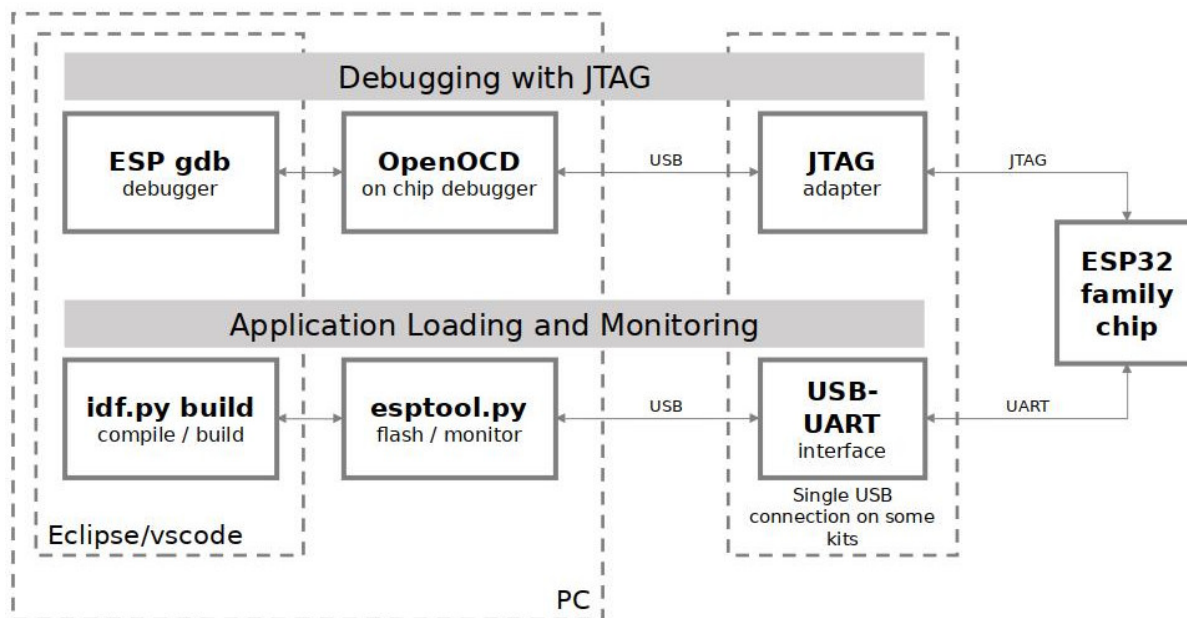 Debugging with JTAG
ESP gdb
debugger
OpenOCD
on chip debugger
USB
JTAG
adapter
JTAG
ESP32
family
chip
Application Loading and Monitoring
idf.py build
compile / build
esptool.py
flash / monitor
USB
USB-
UART
interface
UART
Single USB
connection on some
kits
Eclipse/vscode
PC